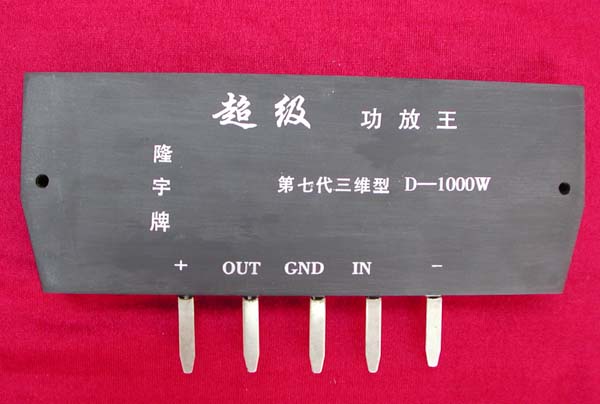 超级 功放王
隆宇牌
第七代三维型 D—1000W
+ OUT GND IN −